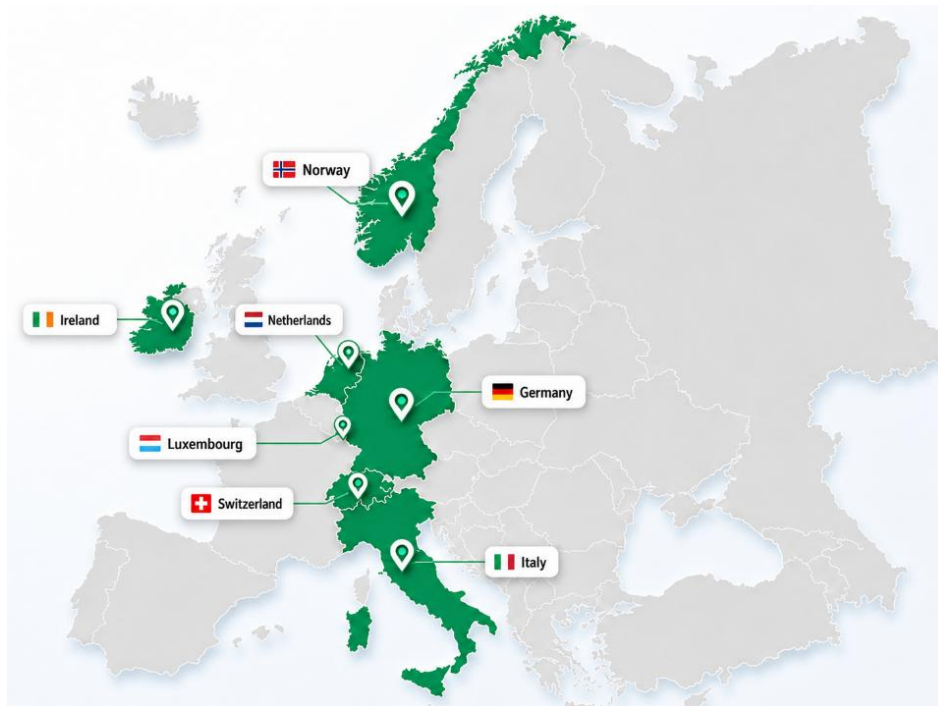 Norway
Ireland
Netherlands
Germany
Luxembourg
Switzerland
Italy